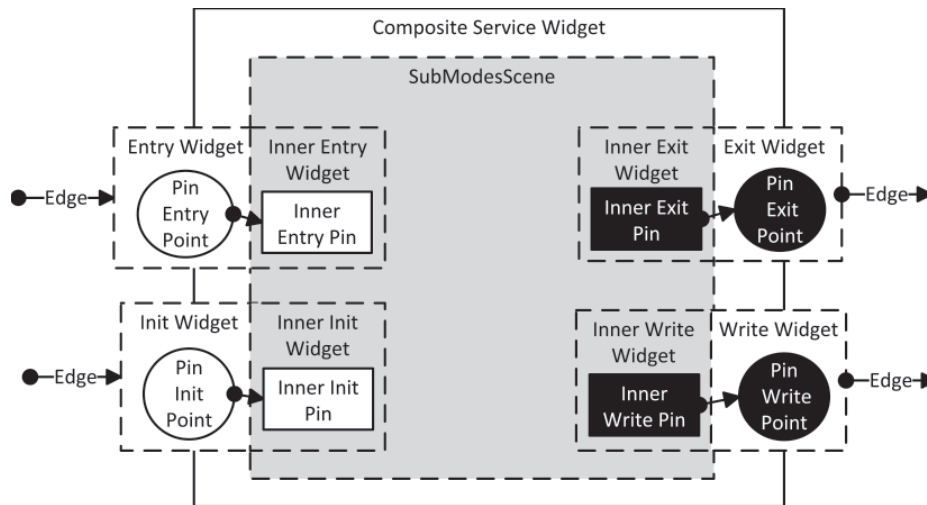 Composite Service Widget
SubModesScene
Entry Widget
Inner Entry
Widget
Inner Exit
Widget
Exit Widget
Edge
Pin
Entry
Point
Inner
Entry Pin
Inner Exit
Pin
Pin
Exit
Point
Edge
Init Widget
Inner Init
Widget
Inner Write
Widget
Write Widget
Edge
Pin
Init
Point
Inner Init
Pin
Inner
Write Pin
Pin
Write
Point
Edge